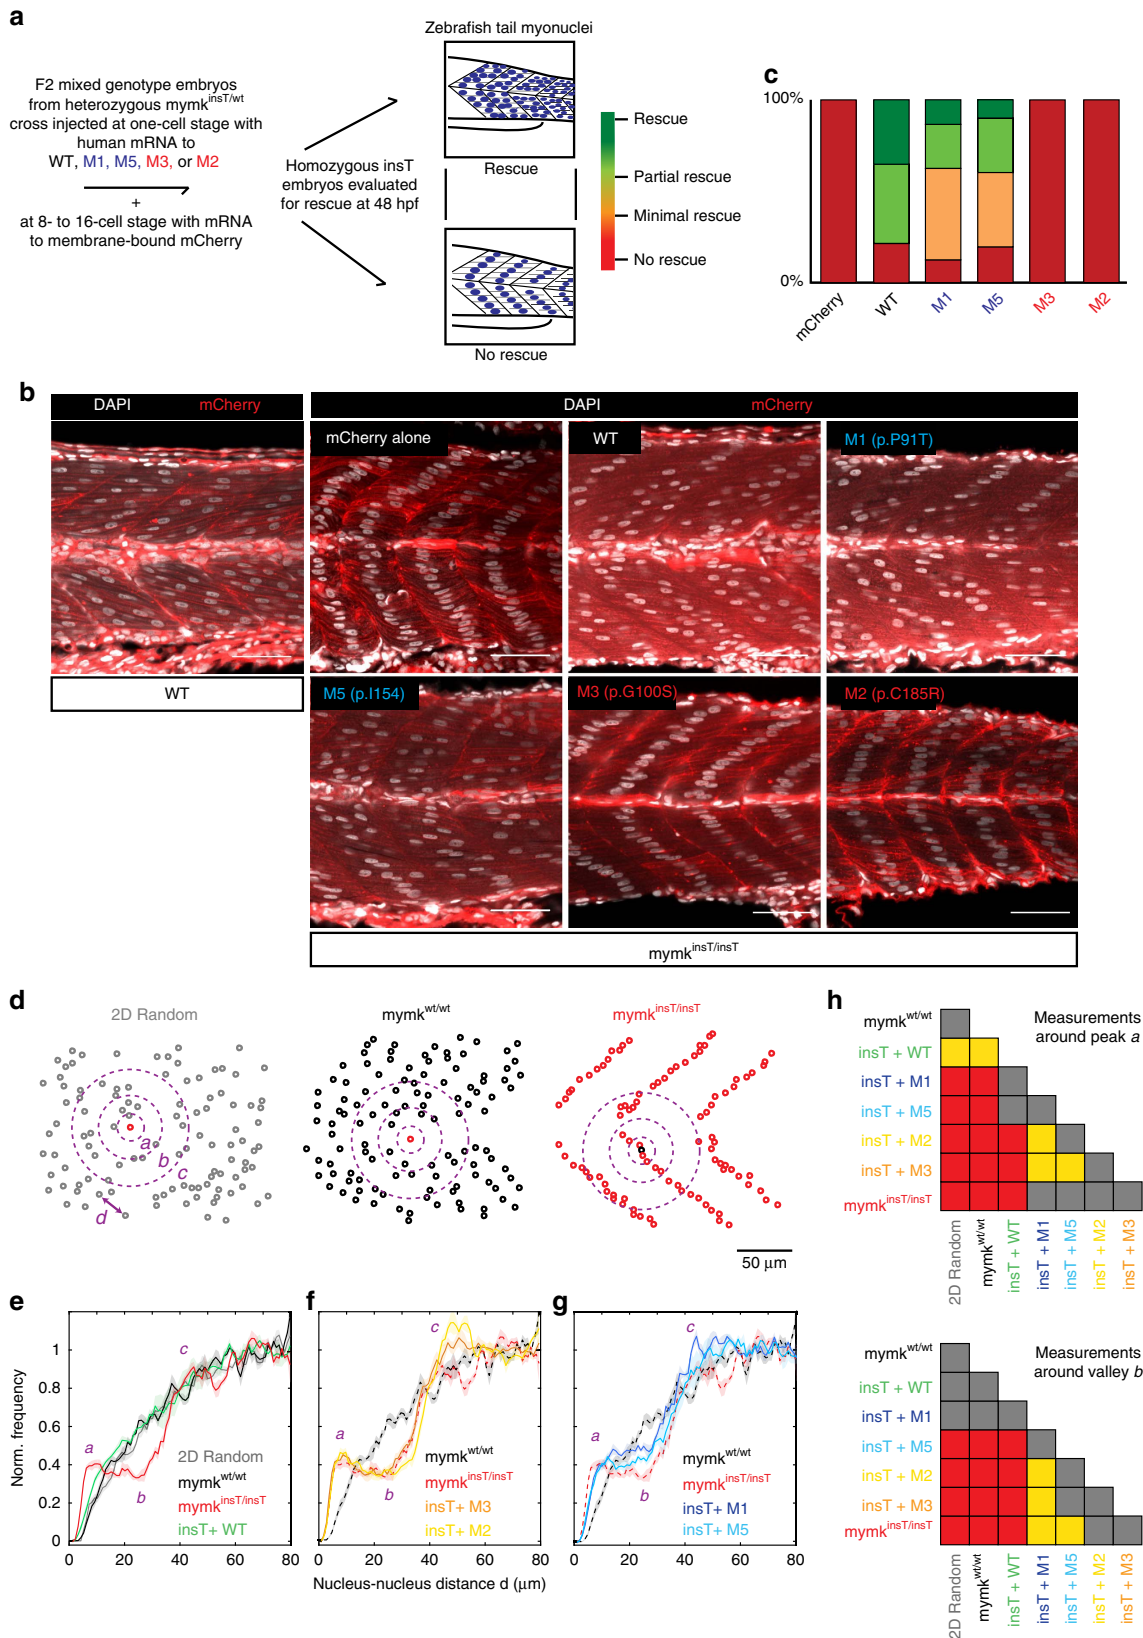 a
F2 mixed genotype embryos
from heterozygous mymk^insT/wt
cross injected at one-cell stage with
human mRNA to
WT, M1, M5, M3, or M2
+
at 8- to 16-cell stage with mRNA
to membrane-bound mCherry
Homozygous insT
embryos evaluated
for rescue at 48 hpf
Zebrafish tail myonuclei
Rescue
No rescue
Rescue
Partial rescue
Minimal rescue
No rescue
c
100%
0%
mCherry
WT
M1
M5
M3
M2
b
DAPI mCherry
DAPI mCherry
mCherry alone
WT
M1 (p.P91T)
WT
M5 (p.I154)
M3 (p.G100S)
M2 (p.C185R)
mymk^insT/insT
d
2D Random
a
b
c
d
mymk^wt/wt
mymk^insT/insT
50 μm
e
Norm. frequency
1
0.8
0.6
0.4
0.2
0
0 20 40 60 80
a
b
c
2D Random
mymk^wt/wt
mymk^insT/insT
insT+ WT
f
0 20 40 60 80
a
b
c
mymk^wt/wt
mymk^insT/insT
insT+ M3
insT+ M2
Nucleus-nucleus distance d (μm)
g
0 20 40 60 80
a
b
c
mymk^wt/wt
mymk^insT/insT
insT+ M1
insT+ M5
h
Measurements
around peak a
mymk^wt/wt
insT + WT
insT + M1
insT + M5
insT + M2
insT + M3
mymk^insT/insT
2D Random
mymk^wt/wt
insT + WT
insT + M1
insT + M5
insT + M2
insT + M3
Measurements
around valley b
mymk^wt/wt
insT + WT
insT + M1
insT + M5
insT + M2
insT + M3
mymk^insT/insT
2D Random
mymk^wt/wt
insT + WT
insT + M1
insT + M5
insT + M2
insT + M3